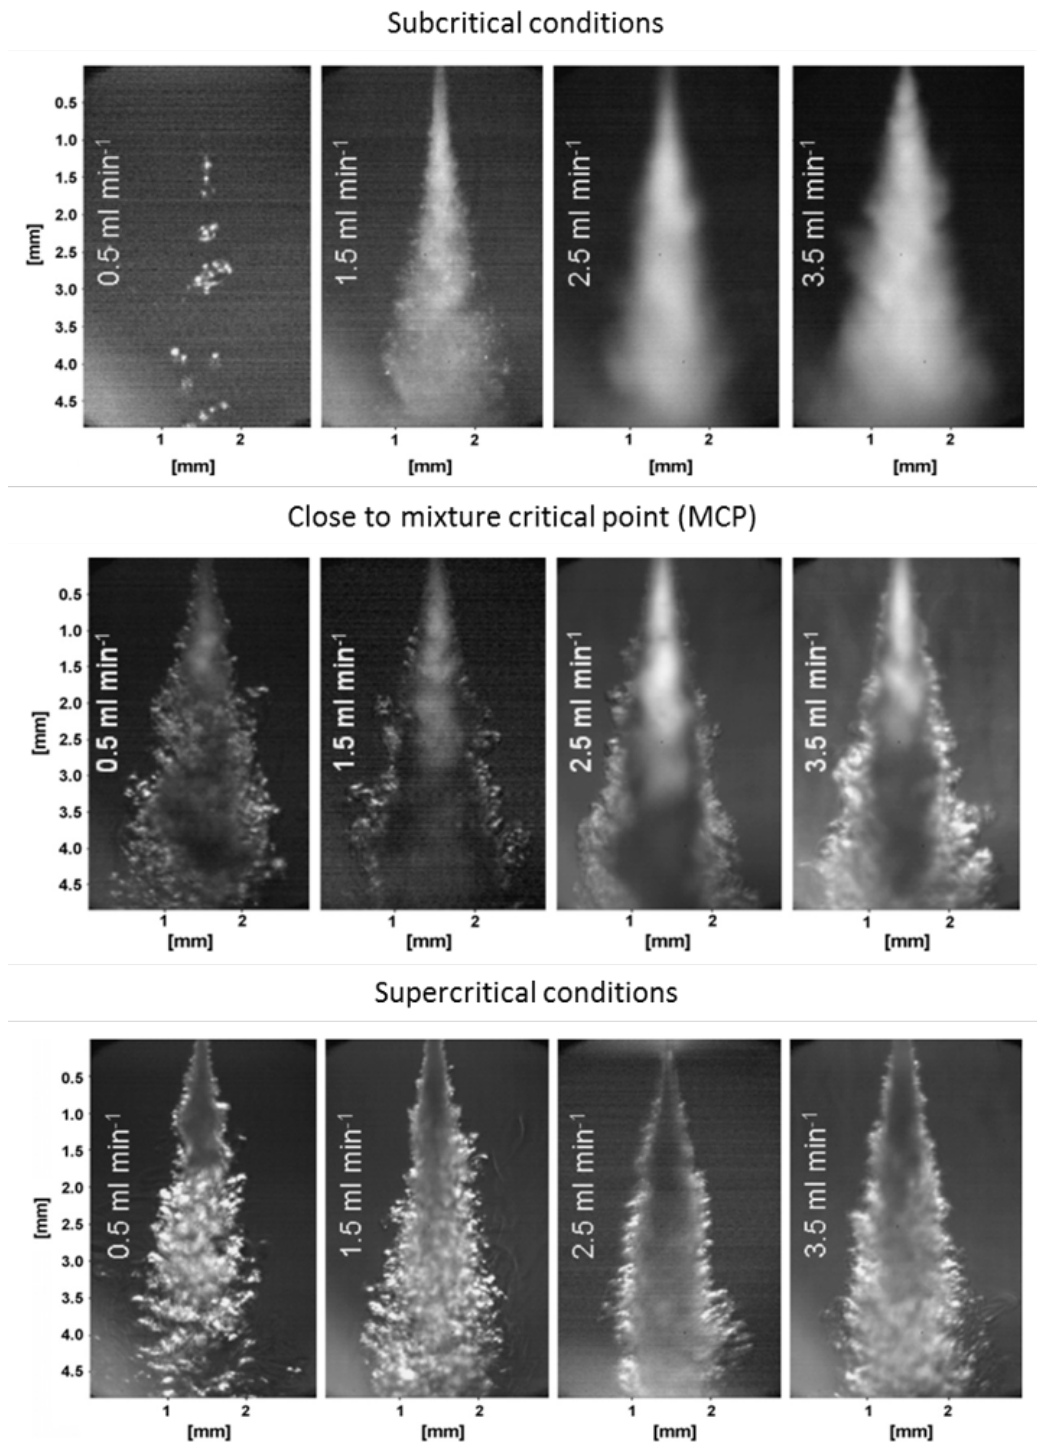 Subcritical conditions
0.5 ml min-1
1.5 ml min-1
2.5 ml min-1
3.5 ml min-1
[mm]
0.5
1.0
1.5
2.0
2.5
3.0
3.5
4.0
4.5
1 2 1 2 1 2 1 2
[mm] [mm] [mm] [mm]
Close to mixture critical point (MCP)
0.5 ml min-1
1.5 ml min-1
2.5 ml min-1
3.5 ml min-1
[mm]
0.5
1.0
1.5
2.0
2.5
3.0
3.5
4.0
4.5
1 2 1 2 1 2 1 2
[mm] [mm] [mm] [mm]
Supercritical conditions
0.5 ml min-1
1.5 ml min-1
2.5 ml min-1
3.5 ml min-1
[mm]
0.5
1.0
1.5
2.0
2.5
3.0
3.5
4.0
4.5
1 2 1 2 1 2 1 2
[mm] [mm] [mm] [mm]